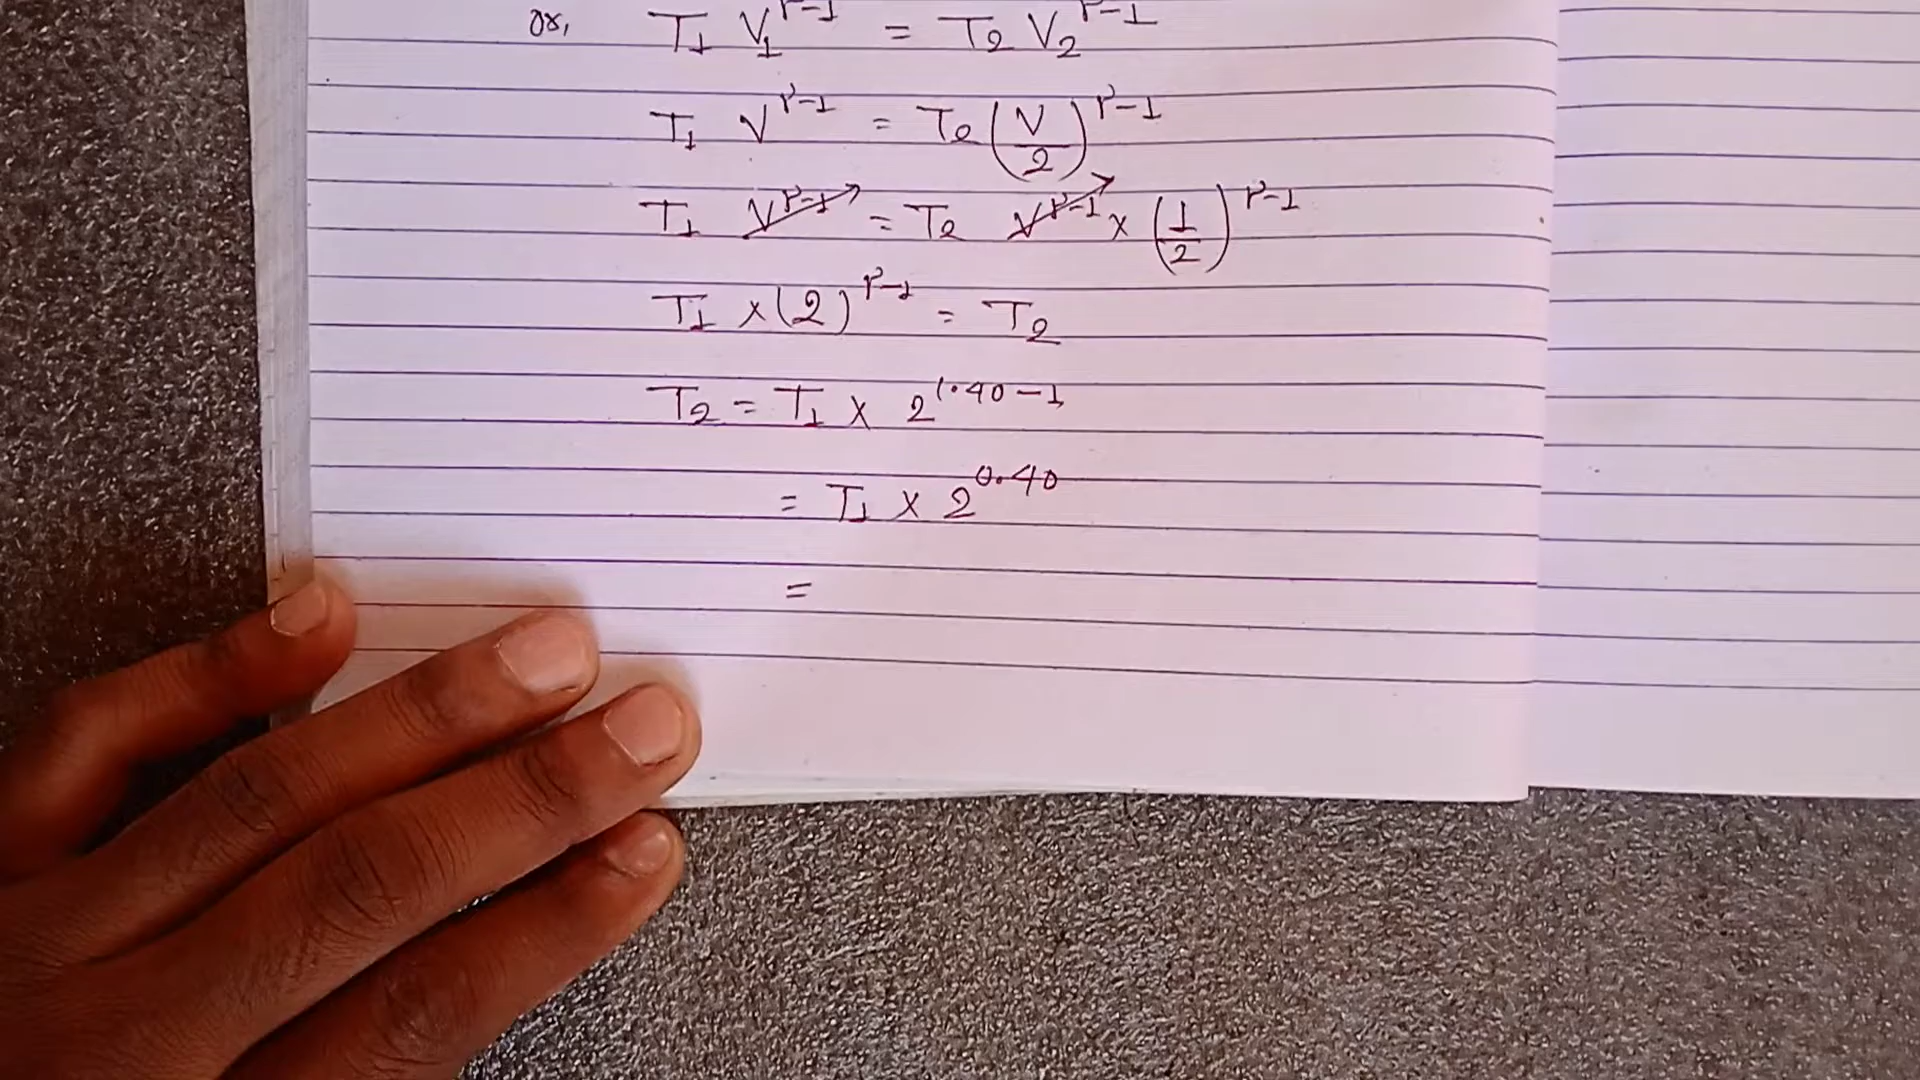 or, T₁ V₁^γ-1 = T₂ V₂^γ-1
T₁ V^γ-1 = T₂ (V/2)^γ-1
T₁ V^γ-1 = T₂ V^γ-1 × (1/2)^γ-1
T₁ × (2)^γ-1 = T₂
T₂ = T₁ × 2^1.40-1
= T₁ × 2^0.40
=